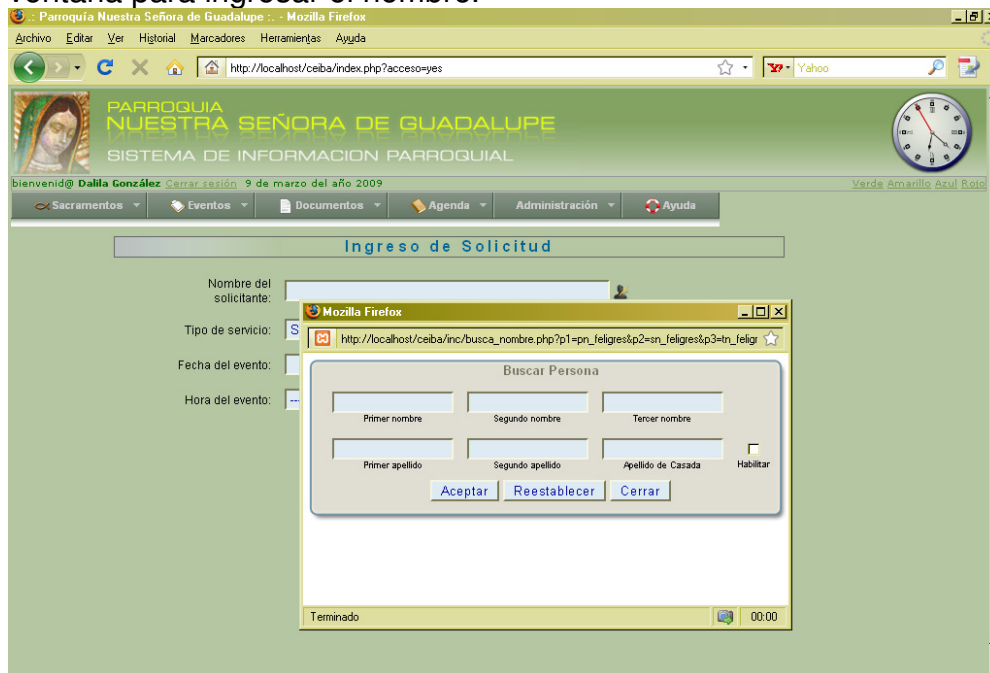 ventana para ingresar el nombre.
.: Parroquía Nuestra Señora de Guadalupe :. - Mozilla Firefox
Archivo Editar Ver Historial Marcadores Herramientas Ayuda
http://localhost/ceiba/index.php?acceso=yes
Yahoo
PARROQUIA
NUESTRA SEÑORA DE GUADALUPE
SISTEMA DE INFORMACION PARROQUIAL
bienvenid@ Dalila González Cerrar sesión 9 de marzo del año 2009
Verde Amarillo Azul Rojo
Sacramentos Eventos Documentos Agenda Administración Ayuda
Ingreso de Solicitud
Nombre del
solicitante:
Tipo de servicio: S
Fecha del evento:
Hora del evento: --
Mozilla Firefox
http://localhost/ceiba/inc/busca_nombre.php?p1=pn_feligres&p2=sn_feligres&p3=tn_feligr
Buscar Persona
Primer nombre Segundo nombre Tercer nombre
Primer apellido Segundo apellido Apellido de Casada Habilitar
Aceptar Reestablecer Cerrar
Terminado 00:00